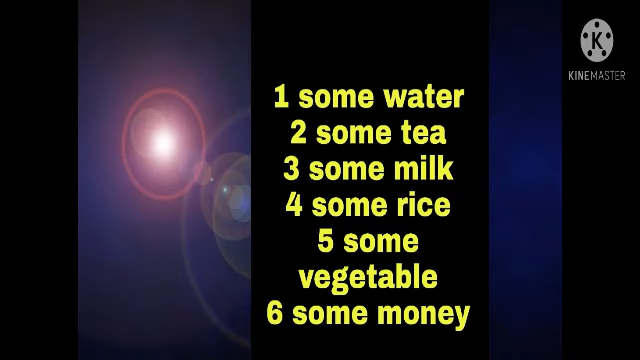 K
KINEMASTER
1 some water
2 some tea
3 some milk
4 some rice
5 some
vegetable
6 some money